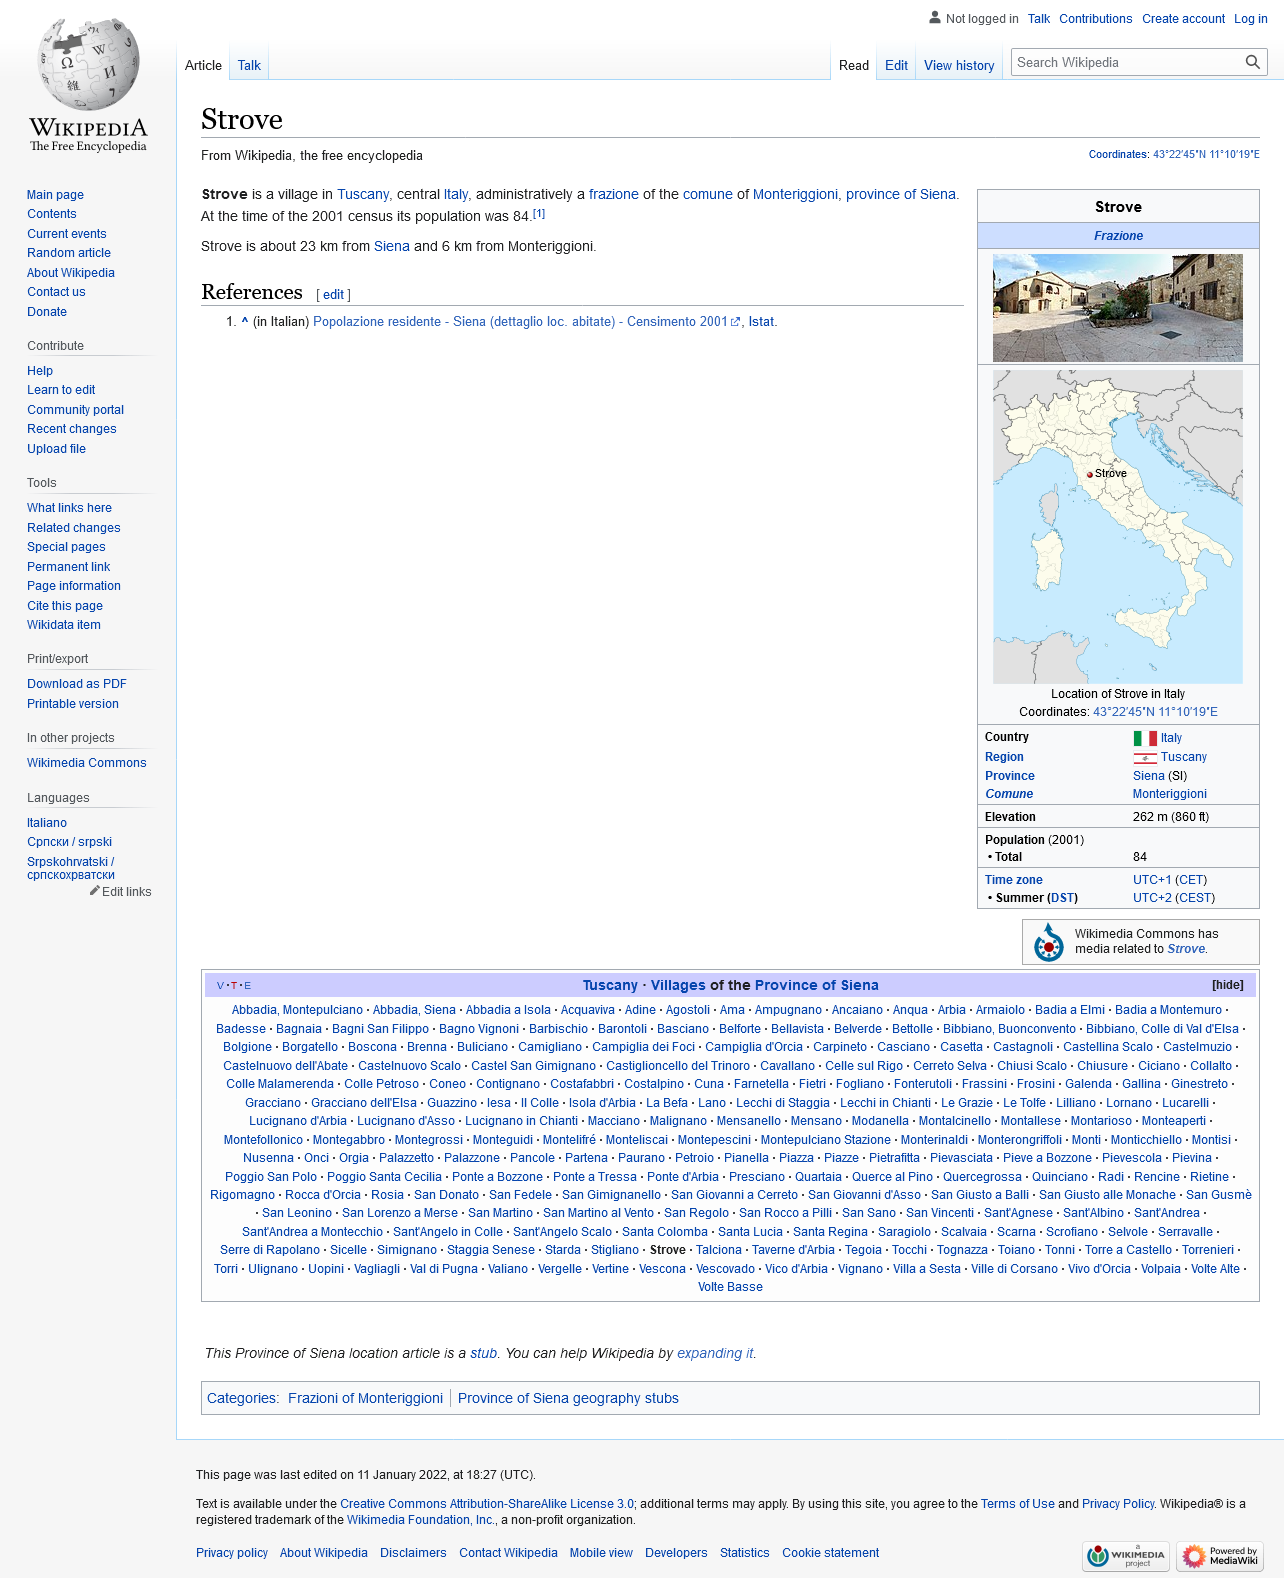 Not logged in Talk Contributions Create account Log in
Article Talk Read Edit View history Search Wikipedia
WIKIPEDIA
The Free Encyclopedia
Main page
Contents
Current events
Random article
About Wikipedia
Contact us
Donate
Contribute
Help
Learn to edit
Community portal
Recent changes
Upload file
Tools
What links here
Related changes
Special pages
Permanent link
Page information
Cite this page
Wikidata item
Print/export
Download as PDF
Printable version
In other projects
Wikimedia Commons
Languages
Italiano
Српски / srpski
Srpskohrvatski /
српскохрватски
Edit links
Strove
From Wikipedia, the free encyclopedia
Coordinates: 43°22′45″N 11°10′19″E
Strove is a village in Tuscany, central Italy, administratively a frazione of the comune of Monteriggioni, province of Siena.
At the time of the 2001 census its population was 84.[1]
Strove is about 23 km from Siena and 6 km from Monteriggioni.
References [ edit ]
1. ^ (in Italian) Popolazione residente - Siena (dettaglio loc. abitate) - Censimento 2001, Istat.
Strove
Frazione
Strove
Location of Strove in Italy
Coordinates: 43°22′45″N 11°10′19″E
Country Italy
Region Tuscany
Province Siena (SI)
Comune Monteriggioni
Elevation 262 m (860 ft)
Population (2001)
• Total 84
Time zone UTC+1 (CET)
• Summer (DST) UTC+2 (CEST)
Wikimedia Commons has
media related to Strove.
V · T · E Tuscany · Villages of the Province of Siena [hide]
Abbadia, Montepulciano · Abbadia, Siena · Abbadia a Isola · Acquaviva · Adine · Agostoli · Ama · Ampugnano · Ancaiano · Anqua · Arbia · Armaiolo · Badia a Elmi · Badia a Montemuro ·
Badesse · Bagnaia · Bagni San Filippo · Bagno Vignoni · Barbischio · Barontoli · Basciano · Belforte · Bellavista · Belverde · Bettolle · Bibbiano, Buonconvento · Bibbiano, Colle di Val d'Elsa ·
Bolgione · Borgatello · Boscona · Brenna · Buliciano · Camigliano · Campiglia dei Foci · Campiglia d'Orcia · Carpineto · Casciano · Casetta · Castagnoli · Castellina Scalo · Castelmuzio ·
Castelnuovo dell'Abate · Castelnuovo Scalo · Castel San Gimignano · Castiglioncello del Trinoro · Cavallano · Celle sul Rigo · Cerreto Selva · Chiusi Scalo · Chiusure · Ciciano · Collalto ·
Colle Malamerenda · Colle Petroso · Coneo · Contignano · Costafabbri · Costalpino · Cuna · Farnetella · Fietri · Fogliano · Fonterutoli · Frassini · Frosini · Galenda · Gallina · Ginestreto ·
Gracciano · Gracciano dell'Elsa · Guazzino · Iesa · Il Colle · Isola d'Arbia · La Befa · Lano · Lecchi di Staggia · Lecchi in Chianti · Le Grazie · Le Tolfe · Lilliano · Lornano · Lucarelli ·
Lucignano d'Arbia · Lucignano d'Asso · Lucignano in Chianti · Macciano · Malignano · Mensanello · Mensano · Modanella · Montalcinello · Montallese · Montarioso · Monteaperti ·
Montefollonico · Montegabbro · Montegrossi · Monteguidi · Montelifré · Monteliscai · Montepescini · Montepulciano Stazione · Monterinaldi · Monterongriffoli · Monti · Monticchiello · Montisi ·
Nusenna · Onci · Orgia · Palazzetto · Palazzone · Pancole · Partena · Paurano · Petroio · Pianella · Piazza · Piazze · Pietrafitta · Pievasciata · Pieve a Bozzone · Pievescola · Pievina ·
Poggio San Polo · Poggio Santa Cecilia · Ponte a Bozzone · Ponte a Tressa · Ponte d'Arbia · Presciano · Quartaia · Querce al Pino · Quercegrossa · Quinciano · Radi · Rencine · Rietine ·
Rigomagno · Rocca d'Orcia · Rosia · San Donato · San Fedele · San Gimignanello · San Giovanni a Cerreto · San Giovanni d'Asso · San Giusto a Balli · San Giusto alle Monache · San Gusmè
· San Leonino · San Lorenzo a Merse · San Martino · San Martino al Vento · San Regolo · San Rocco a Pilli · San Sano · San Vincenti · Sant'Agnese · Sant'Albino · Sant'Andrea ·
Sant'Andrea a Montecchio · Sant'Angelo in Colle · Sant'Angelo Scalo · Santa Colomba · Santa Lucia · Santa Regina · Saragiolo · Scalvaia · Scarna · Scrofiano · Selvole · Serravalle ·
Serre di Rapolano · Sicelle · Simignano · Staggia Senese · Starda · Stigliano · Strove · Talciona · Taverne d'Arbia · Tegoia · Tocchi · Tognazza · Toiano · Tonni · Torre a Castello · Torrenieri ·
Torri · Ulignano · Uopini · Vagliagli · Val di Pugna · Valiano · Vergelle · Vertine · Vescona · Vescovado · Vico d'Arbia · Vignano · Villa a Sesta · Ville di Corsano · Vivo d'Orcia · Volpaia · Volte Alte ·
Volte Basse
This Province of Siena location article is a stub. You can help Wikipedia by expanding it.
Categories: Frazioni of Monteriggioni Province of Siena geography stubs
This page was last edited on 11 January 2022, at 18:27 (UTC).
Text is available under the Creative Commons Attribution-ShareAlike License 3.0; additional terms may apply. By using this site, you agree to the Terms of Use and Privacy Policy. Wikipedia® is a
registered trademark of the Wikimedia Foundation, Inc., a non-profit organization.
Privacy policy About Wikipedia Disclaimers Contact Wikipedia Mobile view Developers Statistics Cookie statement
a WIKIMEDIA project
Powered by MediaWiki